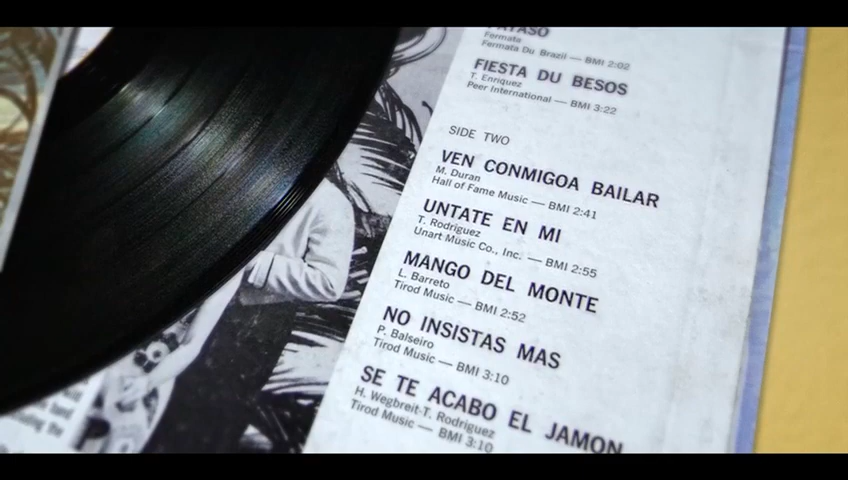 Fermata
Fermata Du Brazil — BMI 2:02
FIESTA DU BESOS
T. Enriquez
Peer International — BMI 3:22
SIDE TWO
VEN CONMIGOA BAILAR
M. Duran
Hall of Fame Music — BMI 2:41
UNTATE EN MI
T. Rodriguez
Unart Music Co., Inc. — BMI 2:55
MANGO DEL MONTE
L. Barreto
Tirod Music — BMI 2:52
NO INSISTAS MAS
P. Balseiro
Tirod Music — BMI 3:10
SE TE ACABO EL JAMON
H. Wegbreit-T. Rodriguez
Tirod Music — BMI 3:10